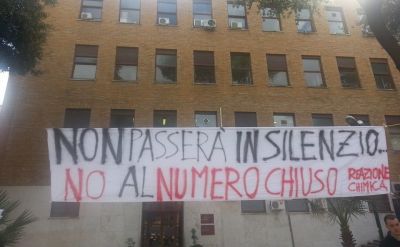 NON PASSERÀ IN SILENZIO...
NO AL NUMERO CHIUSO REAZIONE
CHIMICA